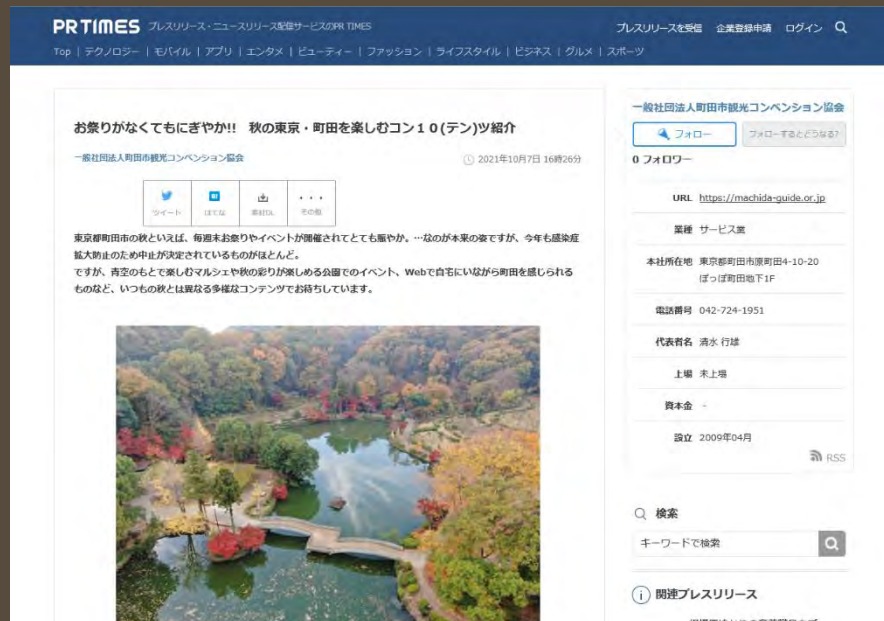 PRTIMES プレスリリース・ニュースリリース配信サービスのPR TIMES
プレスリリースを受信 企業登録申請 ログイン
Top | テクノロジー | モバイル | アプリ | エンタメ | ビューティー | ファッション | ライフスタイル | ビジネス | グルメ | スポーツ
お祭りがなくてもにぎやか!! 秋の東京・町田を楽しむコン１０(テン)ツ紹介
一般社団法人町田市観光コンベンション協会
2021年10月7日 16時26分
ツイート はてな 素材DL その他
東京都町田市の秋といえば、毎週末お祭りやイベントが開催されてとても賑やか。…なのが本来の姿ですが、今年も感染症
拡大防止のため中止が決定されているものがほとんど。
ですが、青空のもとで楽しむマルシェや秋の彩りが楽しめる公園でのイベント、Webで自宅にいながら町田を感じられる
ものなど、いつもの秋とは異なる多様なコンテンツでお待ちしています。
一般社団法人町田市観光コンベンション協会
フォロー フォローするとどうなる?
0 フォロワー
URL https://machida-guide.or.jp
業種 サービス業
本社所在地 東京都町田市原町田4-10-20
ぽっぽ町田地下1F
電話番号 042-724-1951
代表者名 清水 行雄
上場 未上場
資本金 -
設立 2009年04月
RSS
検索
キーワードで検索
関連プレスリリース